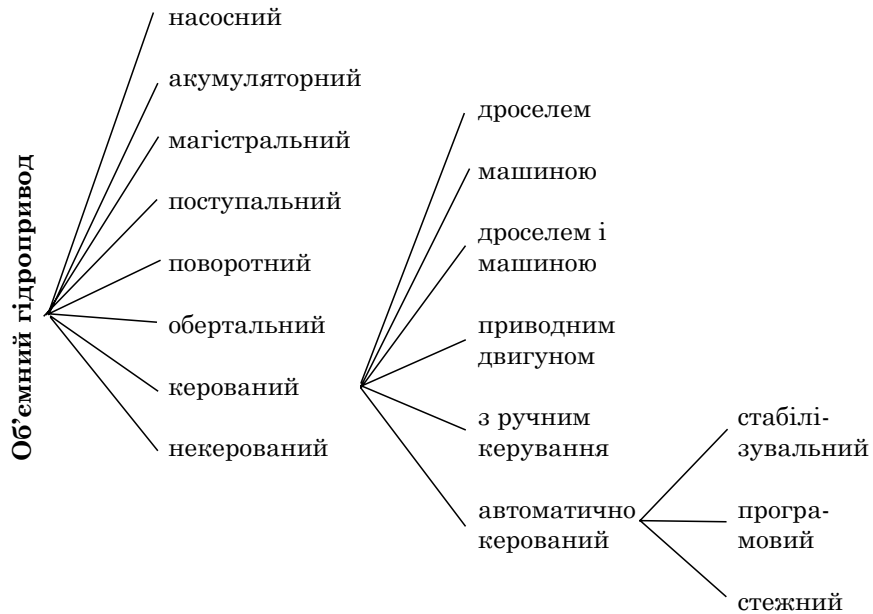 Об’ємний гідропривод
насосний
акумуляторний
магістральний
поступальний
поворотний
обертальний
керований
некерований
дроселем
машиною
дроселем і
машиною
приводним
двигуном
з ручним
керування
автоматично
керований
стабілі-
зувальний
програ-
мовий
стежний